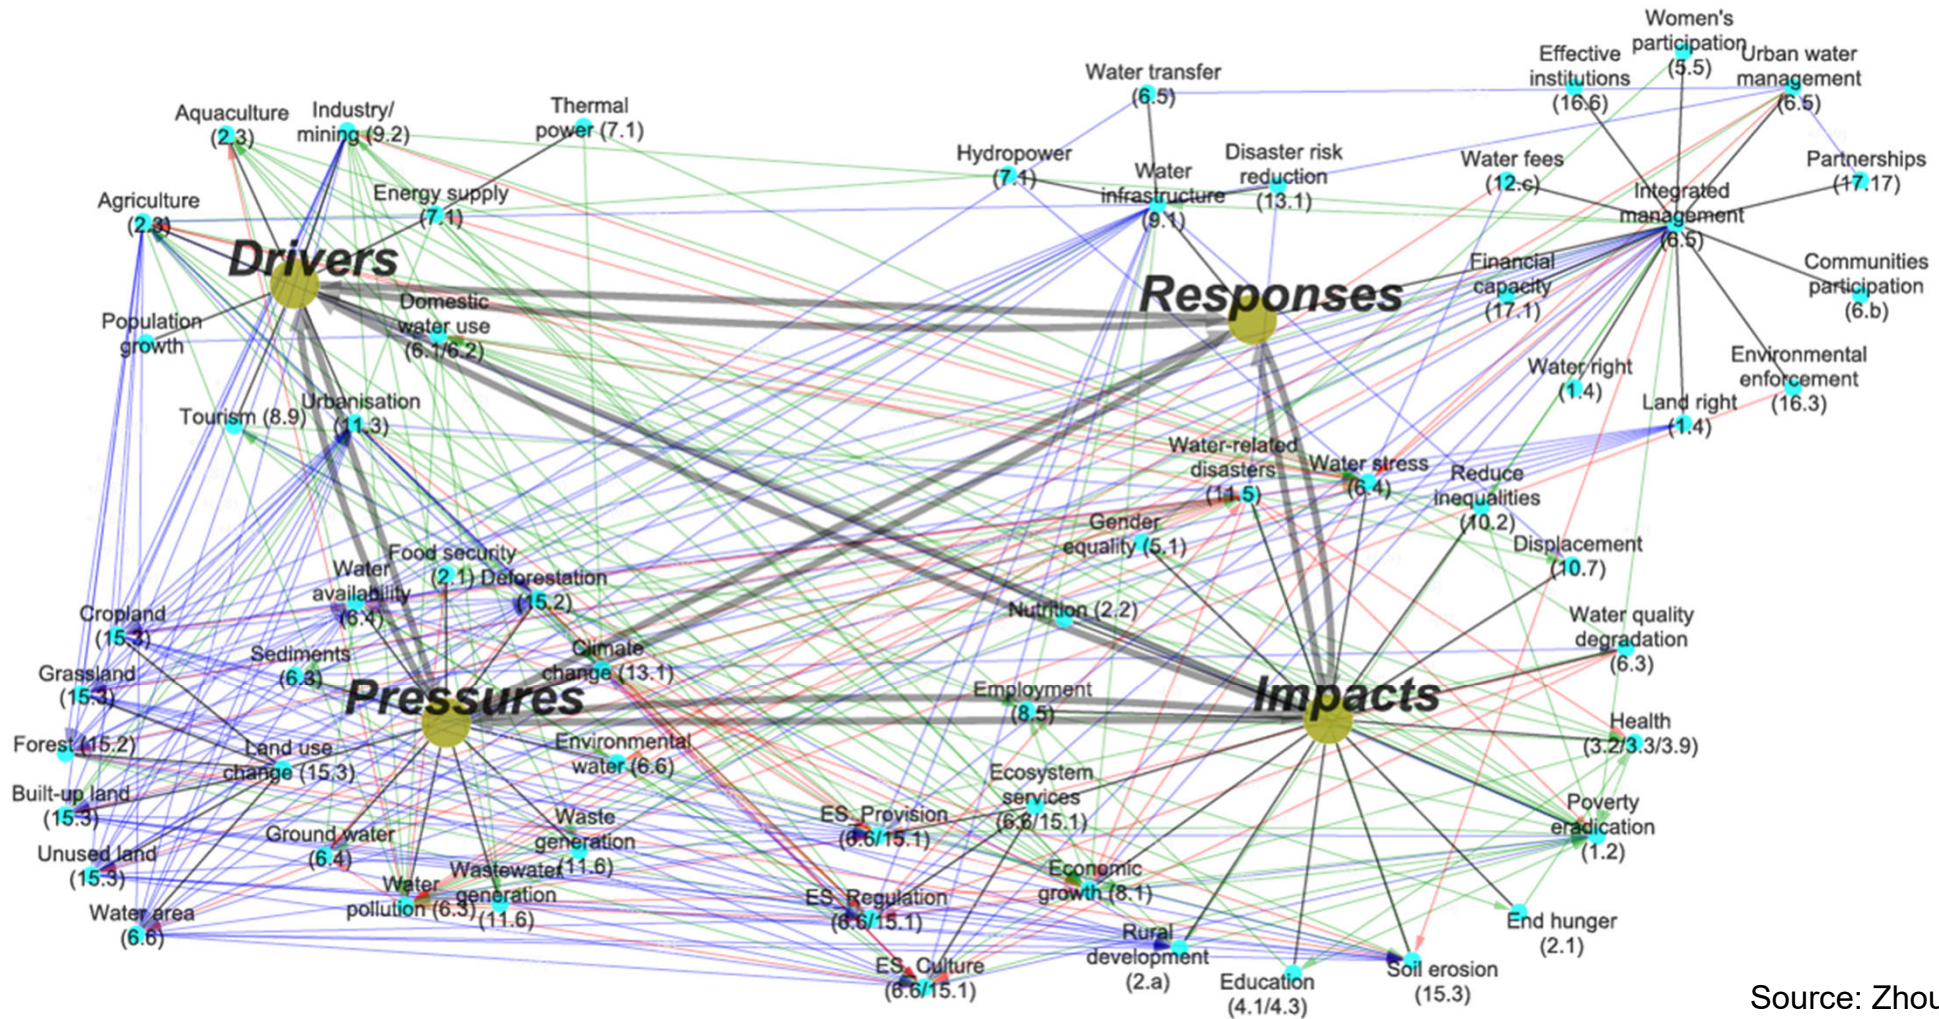 Women's
participation
(5.5)
Effective
institutions
(16.6)
Urban water
management
(6.5)
Water transfer
(6.5)
Aquaculture
(2.3)
Industry/
mining (9.2)
Thermal
power (7.1)
Hydropower
(7.1)
Water
infrastructure
(9.1)
Disaster risk
reduction
(13.1)
Water fees
(12.c)
Partnerships
(17.17)
Integrated
management
(6.5)
Agriculture
(2.3)
Energy supply
(7.1)
Drivers
Responses
Financial
capacity
(17.1)
Communities
participation
(6.b)
Domestic
water use
(6.1/6.2)
Population
growth
Water right
(1.4)
Environmental
enforcement
(16.3)
Tourism (8.9)
Urbanisation
(11.3)
Land right
(1.4)
Water-related
disasters
(11.5)
Water stress
(6.4)
Reduce
inequalities
(10.2)
Gender
equality (5.1)
Displacement
(10.7)
Food security
(2.1)
Water
availability
(6.4)
Deforestation
(15.2)
Nutrition (2.2)
Cropland
(15.3)
Water quality
degradation
(6.3)
Sediments
(6.3)
Climate
change (13.1)
Grassland
(15.3)
Pressures
Employment
(8.5)
Impacts
Health
(3.2/3.3/3.9)
Forest (15.2)
Land use
change (15.3)
Environmental
water (6.6)
Ecosystem
services
(6.6/15.1)
Built-up land
(15.3)
Ground water
(6.4)
Waste
generation
(11.6)
ES_Provision
(6.6/15.1)
Poverty
eradication
(1.2)
Unused land
(15.3)
Water
pollution (6.3)
Wastewater
generation
(11.6)
ES_Regulation
(6.6/15.1)
Economic
growth (8.1)
Water area
(6.6)
ES_Culture
(6.6/15.1)
Rural
development
(2.a)
Education
(4.1/4.3)
Soil erosion
(15.3)
End hunger
(2.1)
Source: Zhou